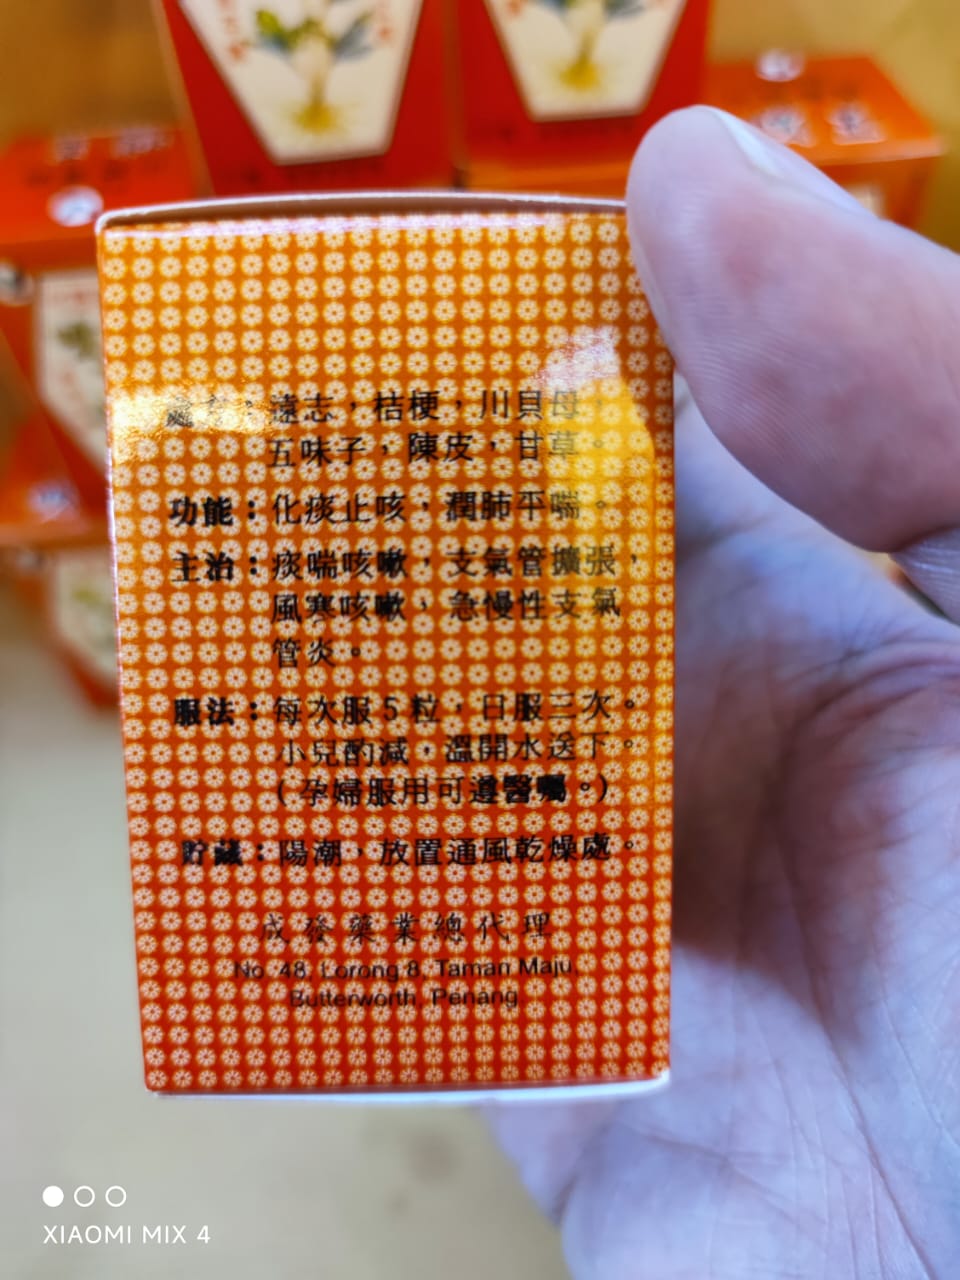 處方：遠志，桔梗，川貝母，
五味子，陳皮，甘草。
功能：化痰止咳，潤肺平喘。
主治：痰喘咳嗽，支氣管擴張，
風寒咳嗽，急慢性支氣
管炎。
服法：每次服5粒，日服三次。
小兒酌減，溫開水送下。
（孕婦服用可遵醫囑。）
貯藏：陽潮，放置通風乾燥處。
成發藥業總代理
No. 48, Lorong 8, Taman Maju,
Butterworth, Penang.
XIAOMI MIX 4